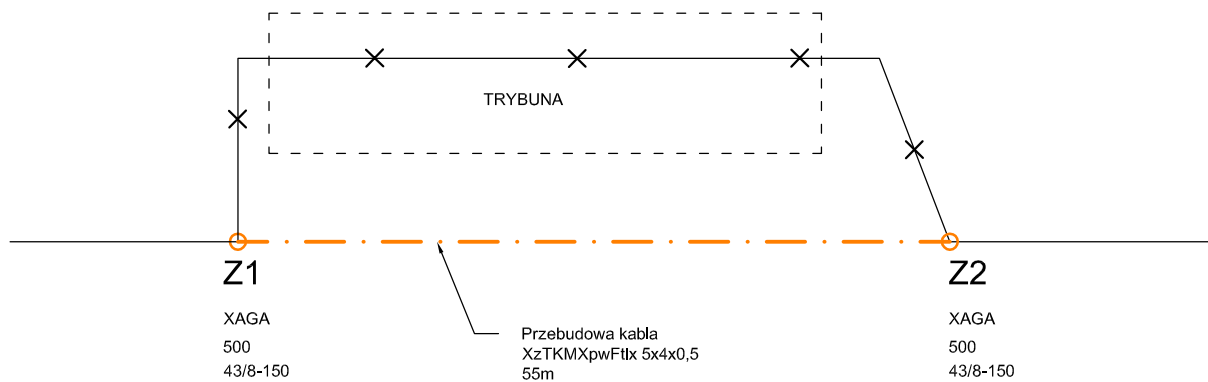 TRYBUNA
Z1
XAGA
500
43/8-150
Przebudowa kabla
XzTKMXpwFtlx 5x4x0,5
55m
Z2
XAGA
500
43/8-150